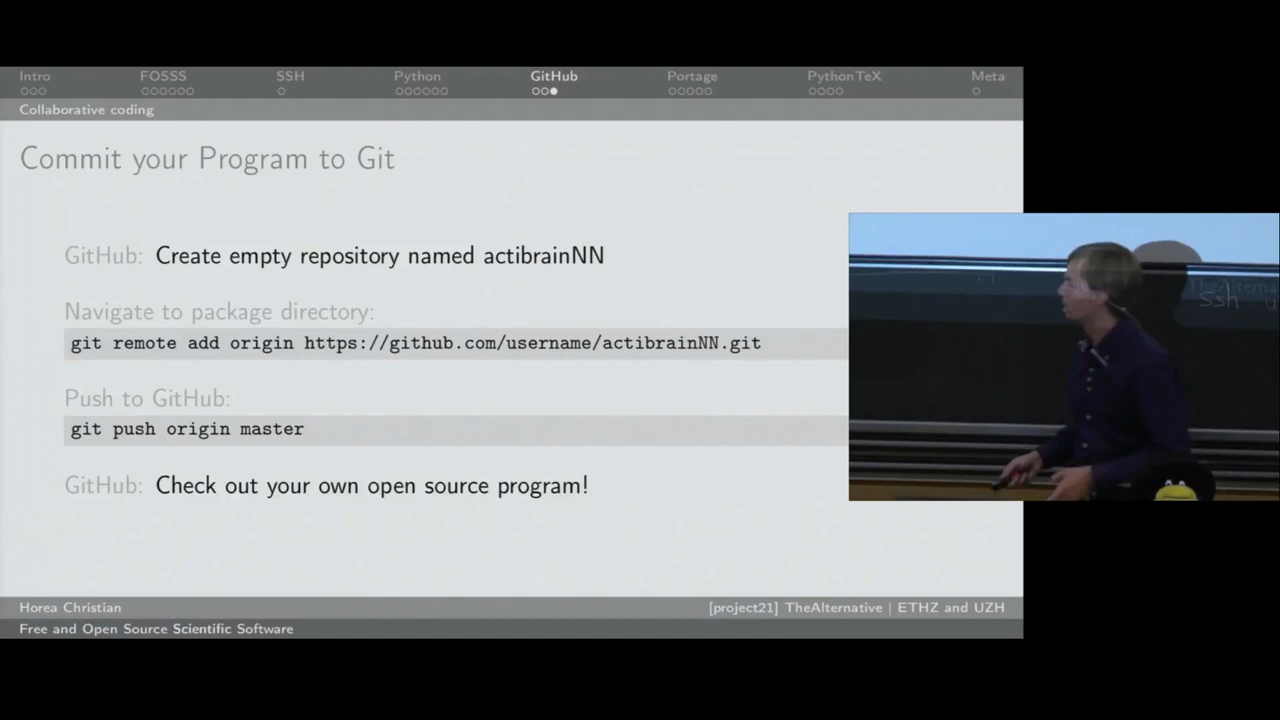 Intro FOSSS SSH Python GitHub Portage PythonTeX Meta
Collaborative coding
Commit your Program to Git
GitHub: Create empty repository named actibrainNN
Navigate to package directory:
git remote add origin https://github.com/username/actibrainNN.git
Push to GitHub:
git push origin master
GitHub: Check out your own open source program!
TheAlterna
ssh
Horea Christian [project21] TheAlternative | ETHZ and UZH
Free and Open Source Scientific Software